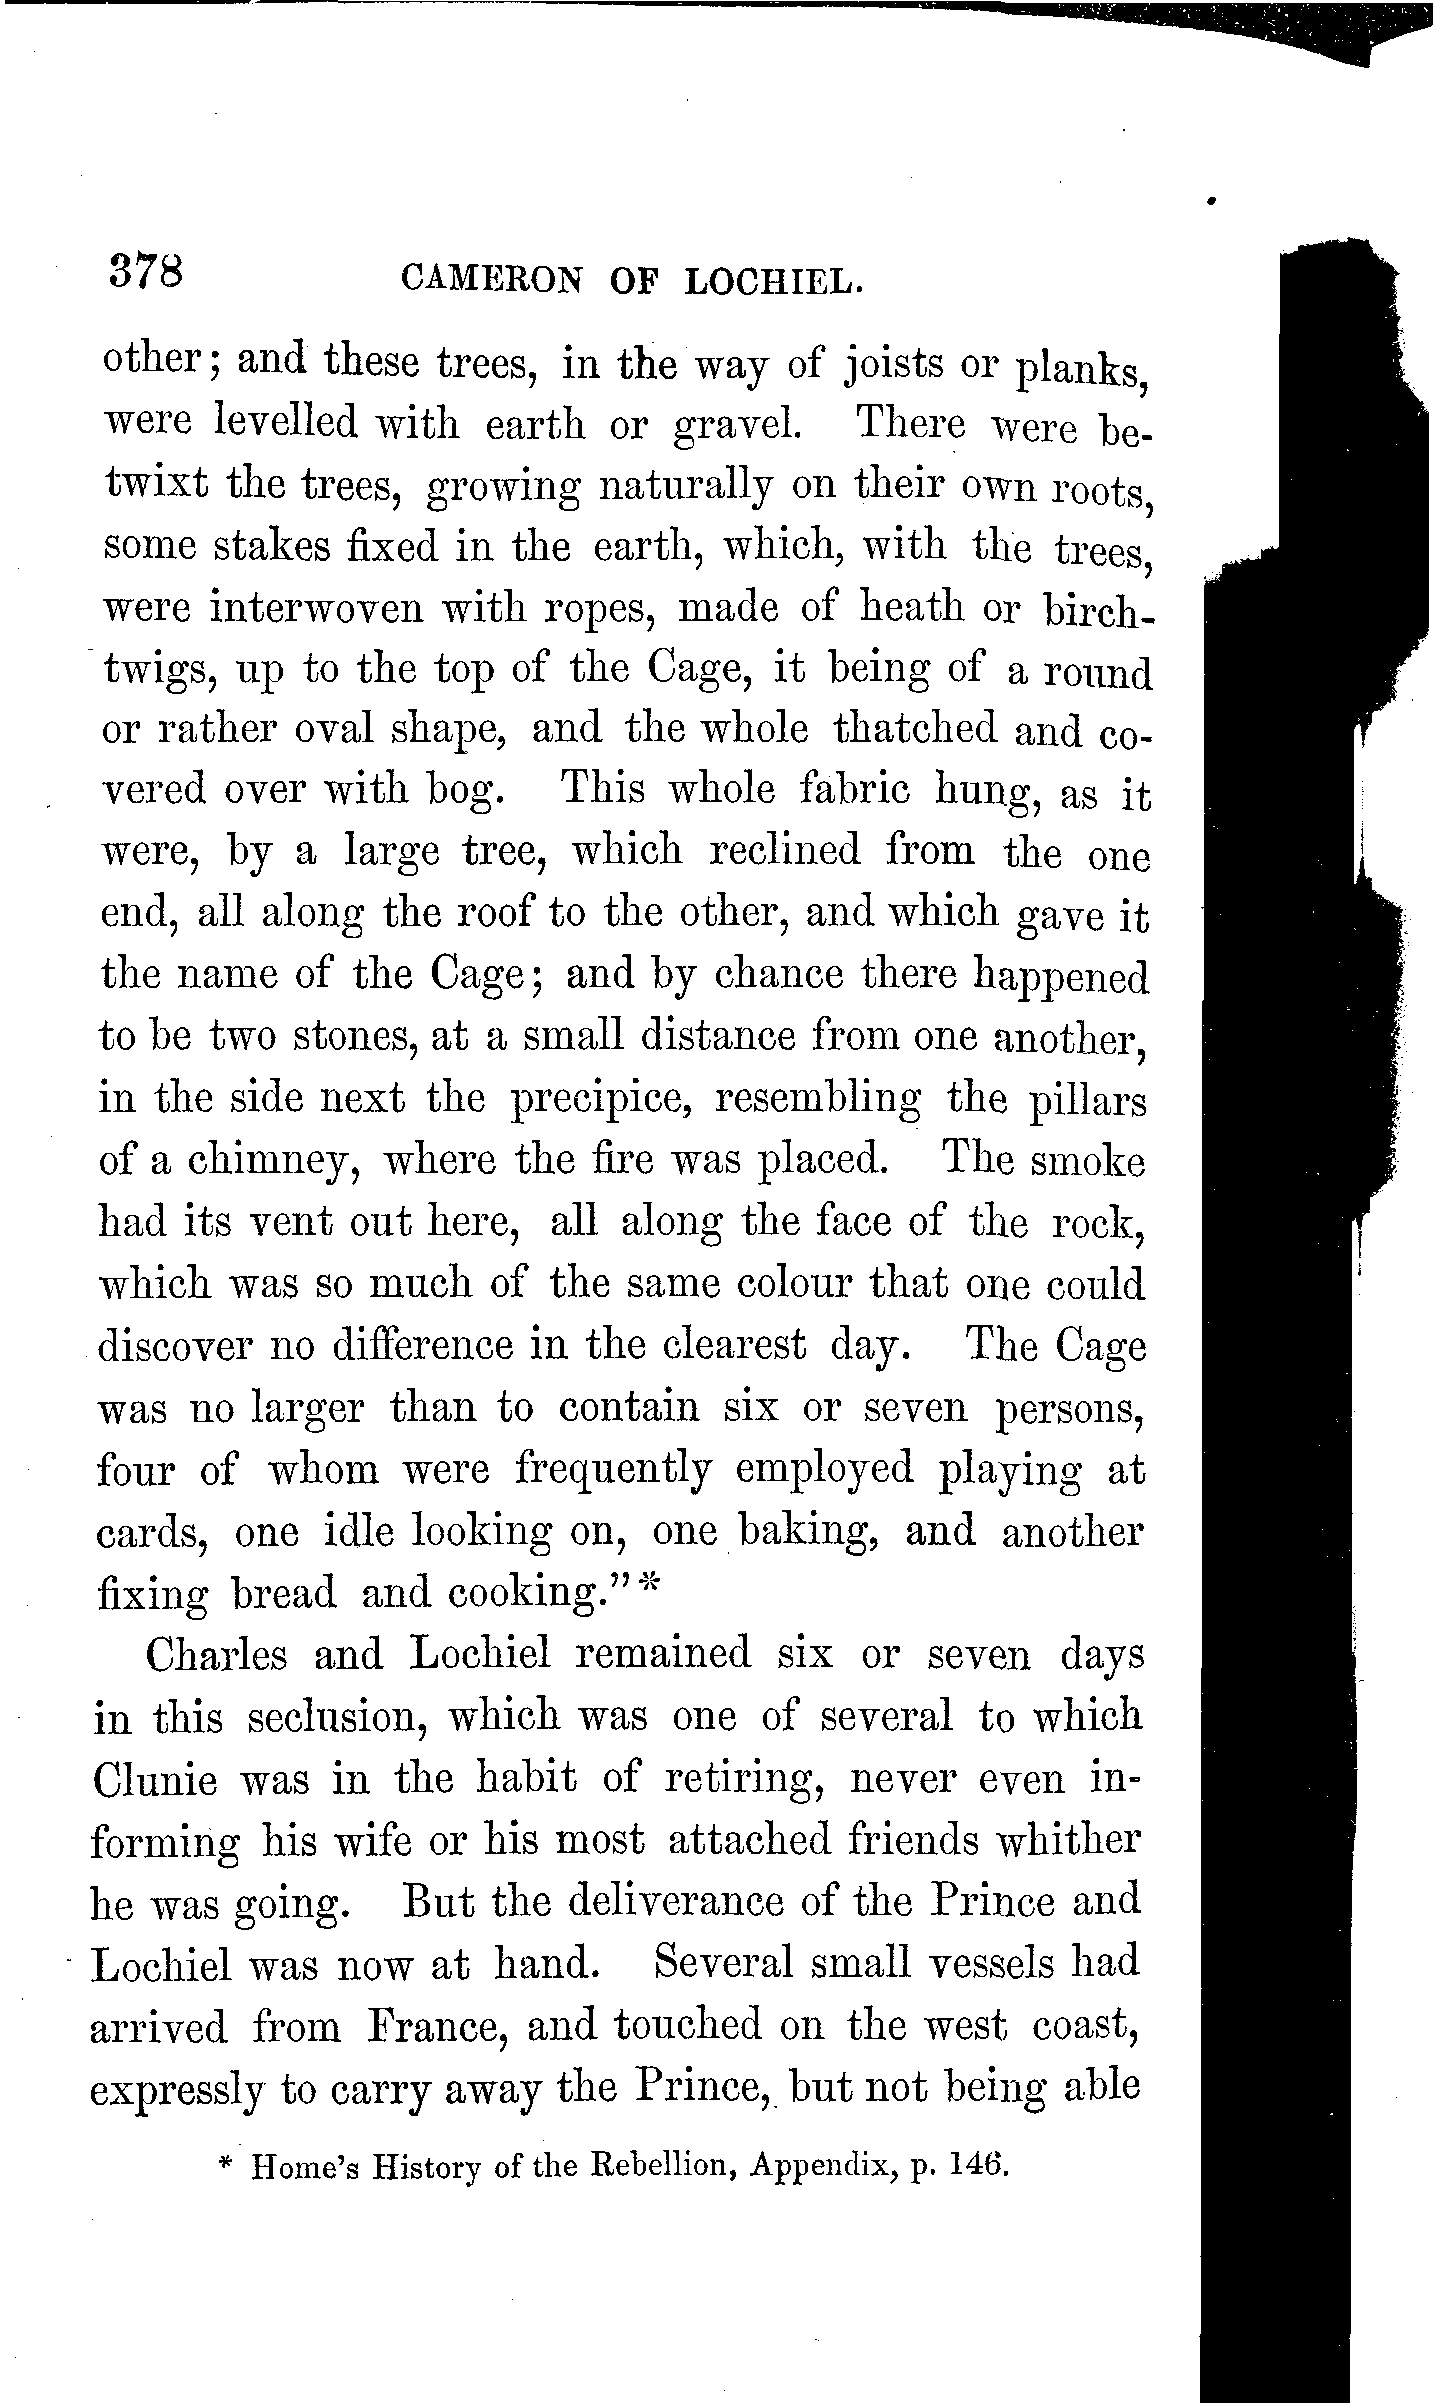 378 CAMERON OF LOCHIEL.
other; and these trees, in the way of joists or planks,
were levelled with earth or gravel. There were be-
twixt the trees, growing naturally on their own roots,
some stakes fixed in the earth, which, with the trees,
were interwoven with ropes, made of heath or birch-
twigs, up to the top of the Cage, it being of a round
or rather oval shape, and the whole thatched and co-
vered over with bog. This whole fabric hung, as it
were, by a large tree, which reclined from the one
end, all along the roof to the other, and which gave it
the name of the Cage; and by chance there happened
to be two stones, at a small distance from one another,
in the side next the precipice, resembling the pillars
of a chimney, where the fire was placed. The smoke
had its vent out here, all along the face of the rock,
which was so much of the same colour that one could
discover no difference in the clearest day. The Cage
was no larger than to contain six or seven persons,
four of whom were frequently employed playing at
cards, one idle looking on, one baking, and another
fixing bread and cooking."*
Charles and Lochiel remained six or seven days
in this seclusion, which was one of several to which
Clunie was in the habit of retiring, never even in-
forming his wife or his most attached friends whither
he was going. But the deliverance of the Prince and
Lochiel was now at hand. Several small vessels had
arrived from France, and touched on the west coast,
expressly to carry away the Prince, but not being able
* Home's History of the Rebellion, Appendix, p. 146.